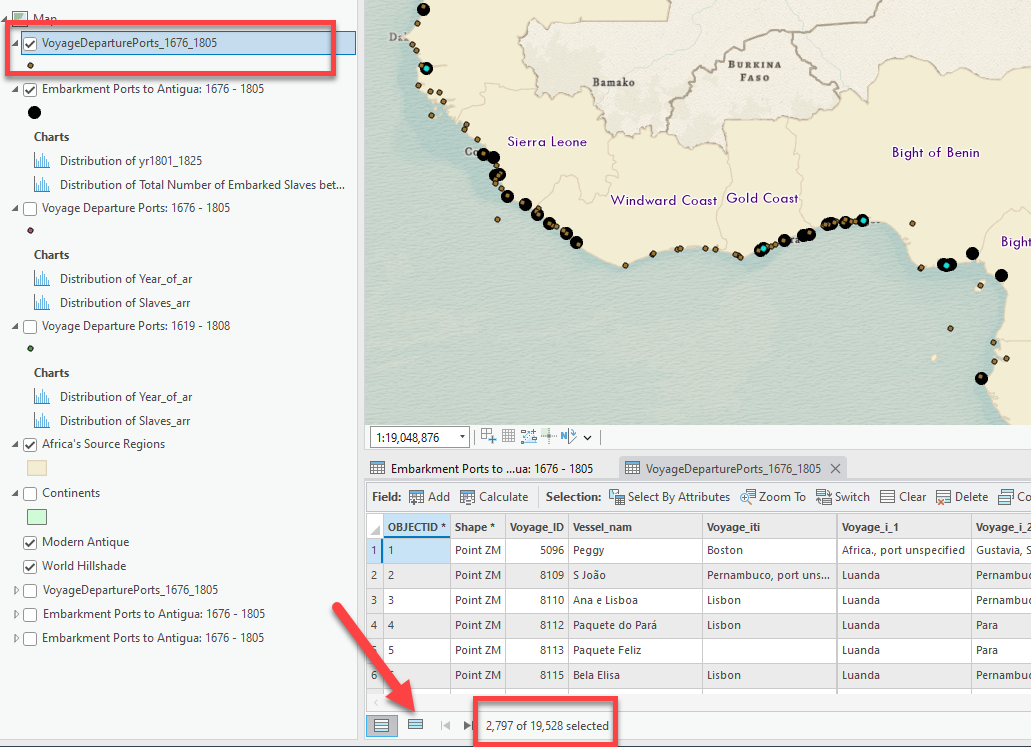 Map
VoyageDeparturePorts_1676_1805
Embarkment Ports to Antigua: 1676 - 1805
Charts
Distribution of yr1801_1825
Distribution of Total Number of Embarked Slaves bet...
Voyage Departure Ports: 1676 - 1805
Charts
Distribution of Year_of_ar
Distribution of Slaves_arr
Voyage Departure Ports: 1619 - 1808
Charts
Distribution of Year_of_ar
Distribution of Slaves_arr
Africa's Source Regions
Continents
Modern Antique
World Hillshade
VoyageDeparturePorts_1676_1805
Embarkment Ports to Antigua: 1676 - 1805
Embarkment Ports to Antigua: 1676 - 1805
BURKINA
FASO
Bamako
Sierra Leone
Bight of Benin
Windward Coast Gold Coast
Bight
1:19,048,876
Embarkment Ports to ...ua: 1676 - 1805 VoyageDeparturePorts_1676_1805
Field: Add Calculate Selection: Select By Attributes Zoom To Switch Clear Delete Co
OBJECTID * Shape * Voyage_ID Vessel_nam Voyage_iti Voyage_i_1 Voyage_i_2
1 1 Point ZM 5096 Peggy Boston Africa., port unspecified Gustavia, S
2 2 Point ZM 8109 S João Pernambuco, port uns... Luanda Pernambuc
3 3 Point ZM 8110 Ana e Lisboa Lisbon Luanda Pernambuc
4 4 Point ZM 8112 Paquete do Pará Lisbon Luanda Para
5 5 Point ZM 8113 Paquete Feliz Luanda Para
6 6 Point ZM 8115 Bela Elisa Lisbon Luanda Pernambuc
2,797 of 19,528 selected